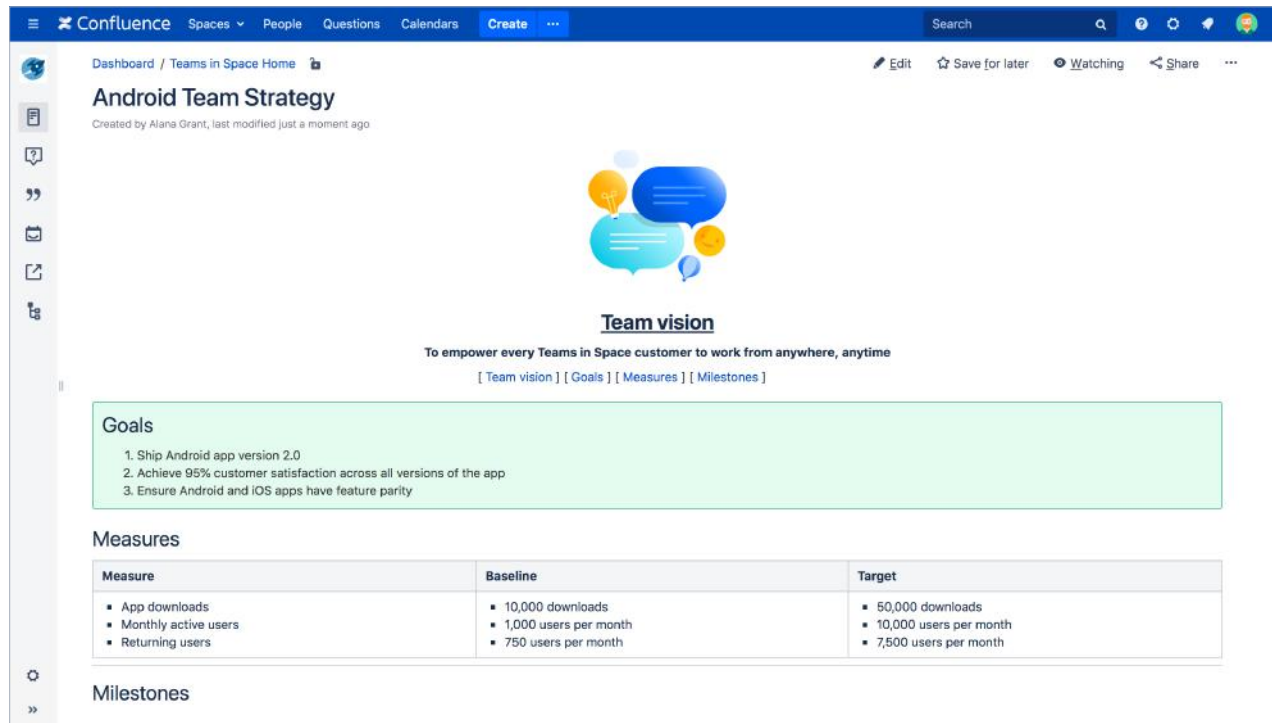 Confluence Spaces People Questions Calendars Create ... Search
Dashboard / Teams in Space Home Edit Save for later Watching Share ...
Android Team Strategy
Created by Alana Grant, last modified just a moment ago
Team vision
To empower every Teams in Space customer to work from anywhere, anytime
[ Team vision ] [ Goals ] [ Measures ] [ Milestones ]
Goals
1. Ship Android app version 2.0
2. Achieve 95% customer satisfaction across all versions of the app
3. Ensure Android and iOS apps have feature parity
Measures
Measure Baseline Target
▪ App downloads ▪ 10,000 downloads ▪ 50,000 downloads
▪ Monthly active users ▪ 1,000 users per month ▪ 10,000 users per month
▪ Returning users ▪ 750 users per month ▪ 7,500 users per month
Milestones